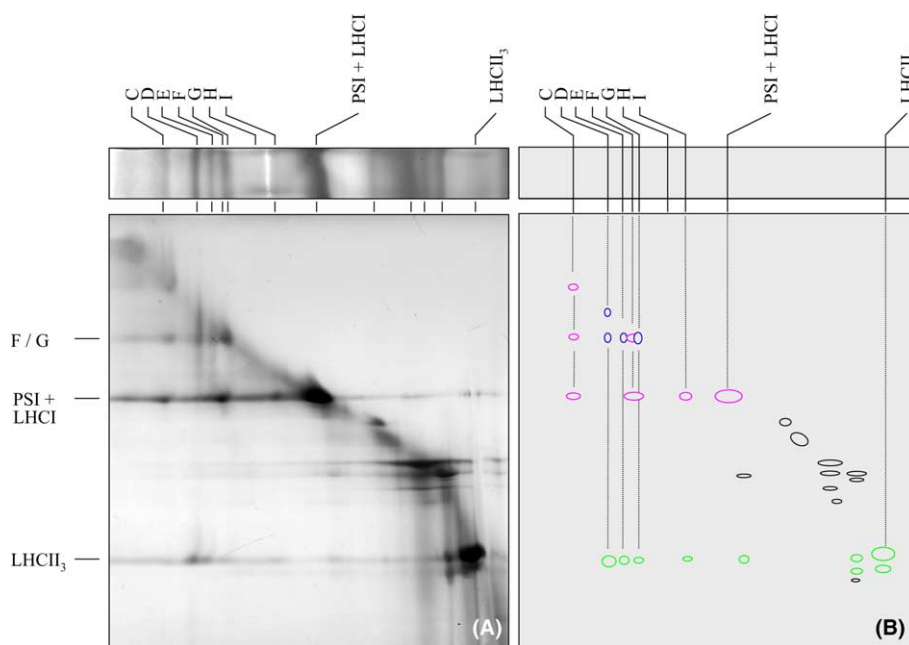 C
D
E
F
G
H
I
PSI + LHCI
LHCII₃
C
D
E
F
G
H
I
PSI + LHCI
F / G
PSI +
LHCI
LHCII₃
(A)
(B)